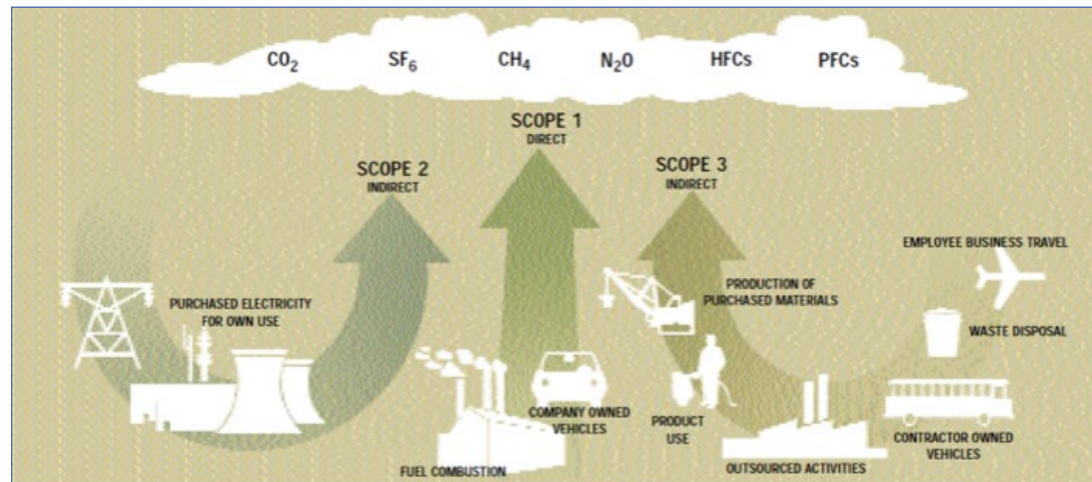 CO₂ SF₆ CH₄ N₂O HFCs PFCs
SCOPE 1
DIRECT
SCOPE 2
INDIRECT
SCOPE 3
INDIRECT
EMPLOYEE BUSINESS TRAVEL
PURCHASED ELECTRICITY
FOR OWN USE
PRODUCTION OF
PURCHASED MATERIALS
WASTE DISPOSAL
COMPANY OWNED
VEHICLES
PRODUCT
USE
CONTRACTOR OWNED
VEHICLES
FUEL COMBUSTION
OUTSOURCED ACTIVITIES